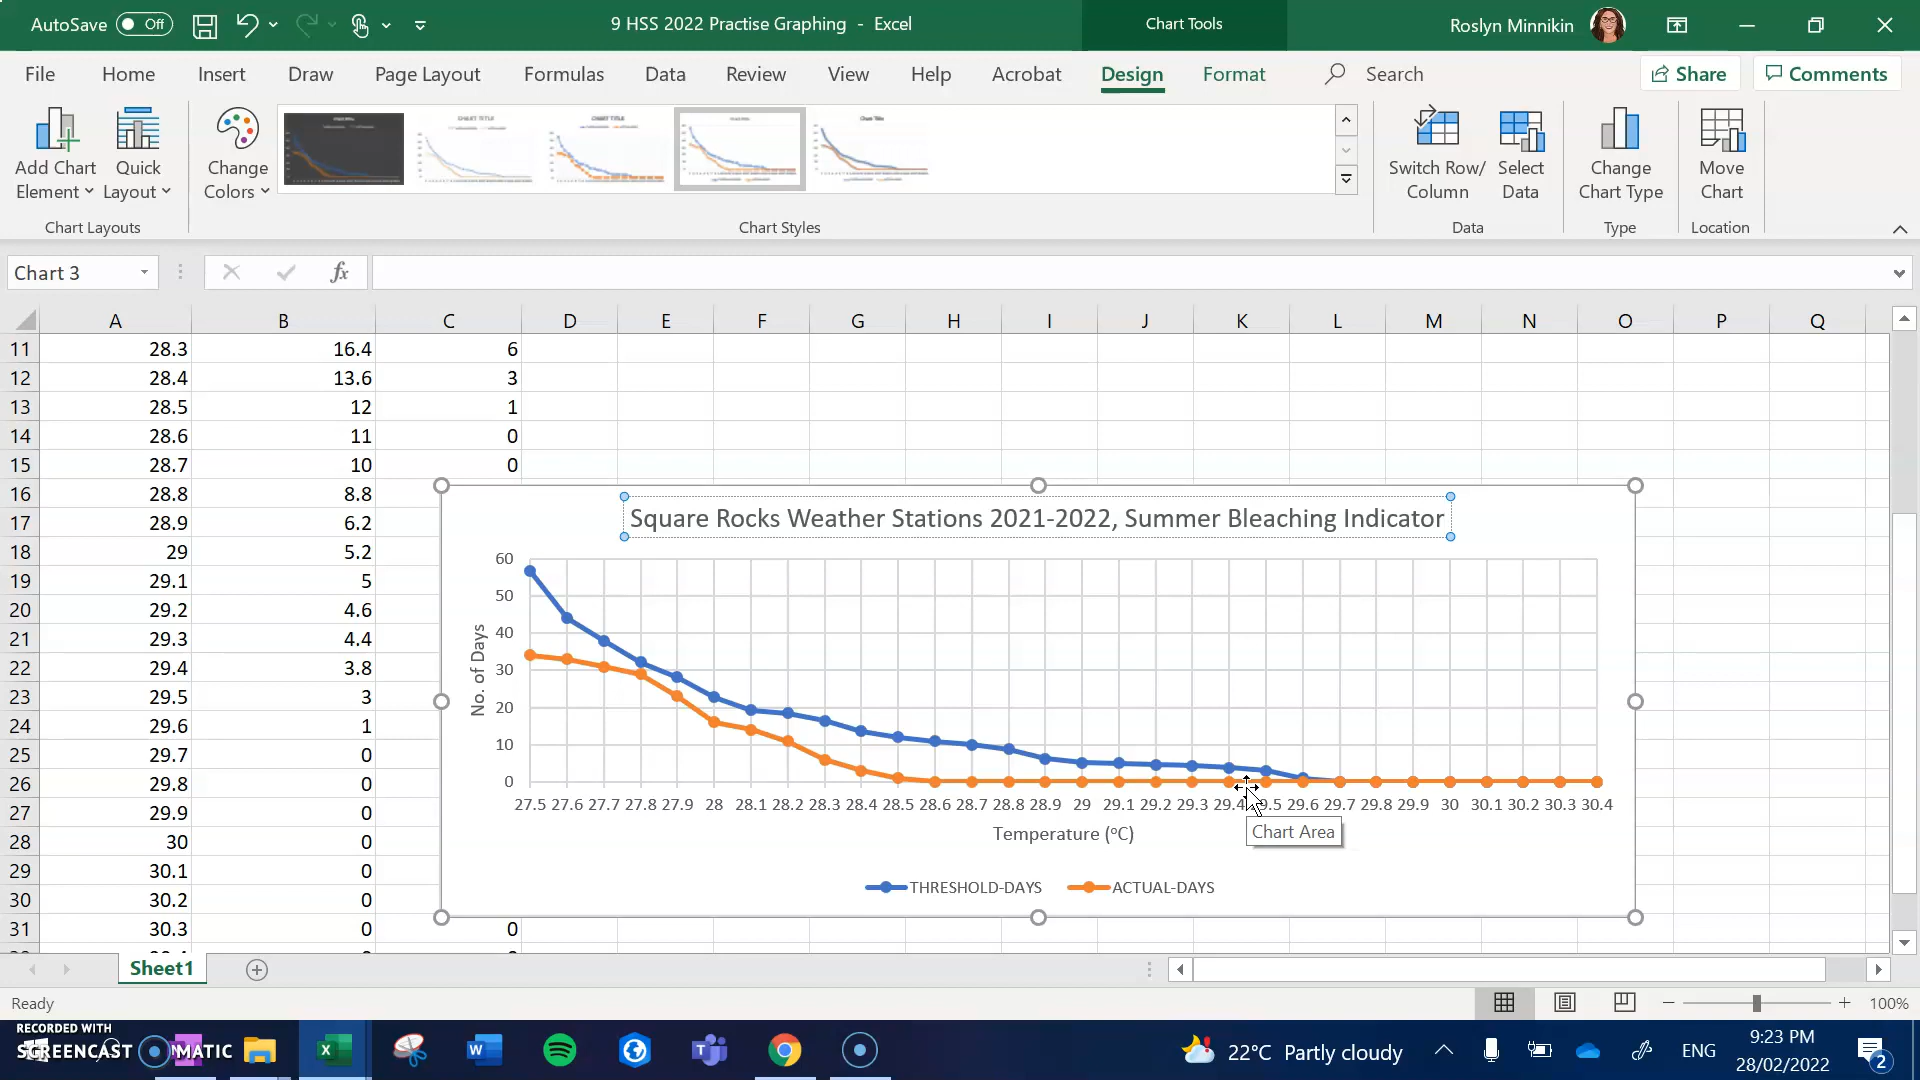 AutoSave Off 9 HSS 2022 Practise Graphing - Excel Chart Tools Roslyn Minnikin
File Home Insert Draw Page Layout Formulas Data Review View Help Acrobat Design Format Search Share Comments
Add Chart Element Quick Layout Change Colors Switch Row/ Column Select Data Change Chart Type Move Chart
Chart Layouts Chart Styles Data Type Location
Chart 3 fx
A B C D E F G H I J K L M N O P Q
11 28.3 16.4 6
12 28.4 13.6 3
13 28.5 12 1
14 28.6 11 0
15 28.7 10 0
16 28.8 8.8
17 28.9 6.2
18 29 5.2
19 29.1 5
20 29.2 4.6
21 29.3 4.4
22 29.4 3.8
23 29.5 3
24 29.6 1
25 29.7 0
26 29.8 0
27 29.9 0
28 30 0
29 30.1 0
30 30.2 0
31 30.3 0 0
Square Rocks Weather Stations 2021-2022, Summer Bleaching Indicator
60
50
40
30
20
10
0
No. of Days
27.5 27.6 27.7 27.8 27.9 28 28.1 28.2 28.3 28.4 28.5 28.6 28.7 28.8 28.9 29 29.1 29.2 29.3 29.4 29.6 29.7 29.8 29.9 30 30.1 30.2 30.3 30.4
Temperature (°C)
Chart Area
THRESHOLD-DAYS ACTUAL-DAYS
Sheet1
Ready 100%
RECORDED WITH
SCREENCAST MATIC
22°C Partly cloudy ENG 9:23 PM
28/02/2022 2